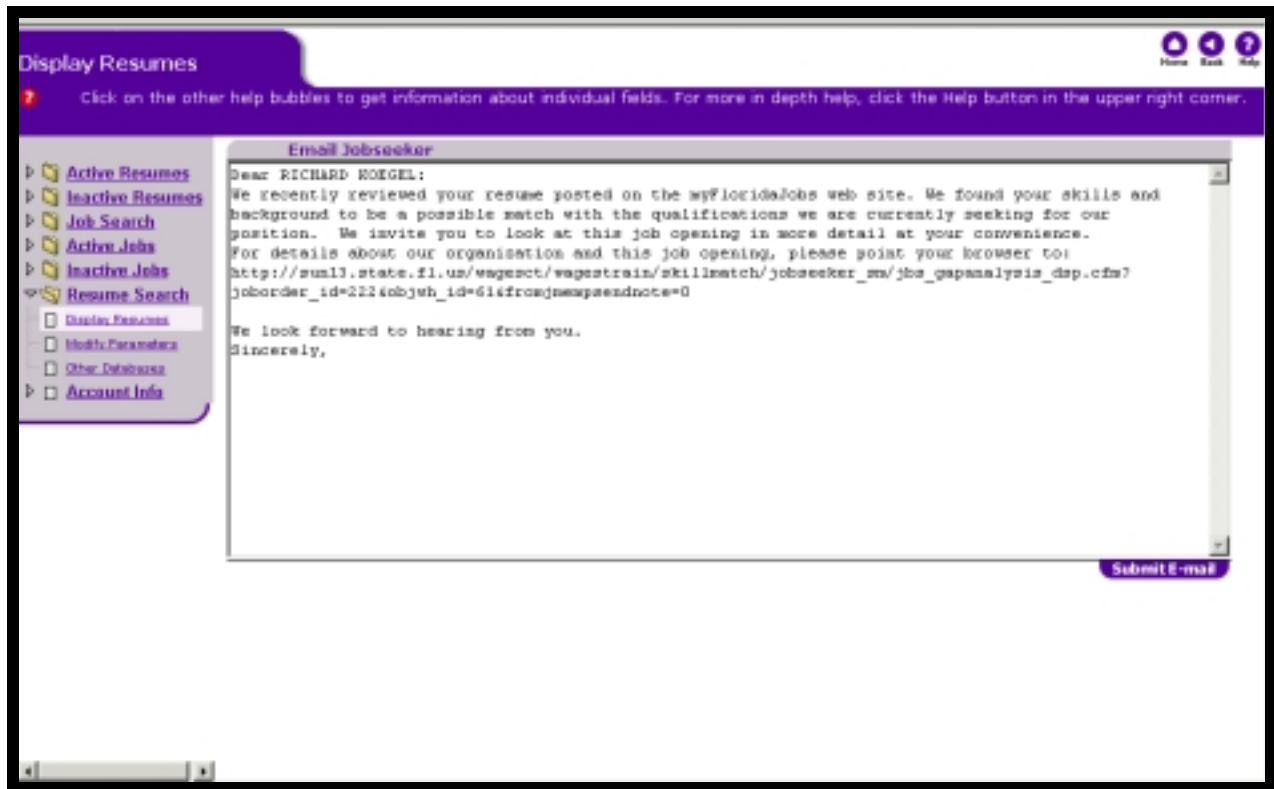 Display Resumes
Home Back Help
? Click on the other help bubbles to get information about individual fields. For more in depth help, click the Help button in the upper right corner.
Email Jobseeker
Active Resumes
Inactive Resumes
Job Search
Active Jobs
Inactive Jobs
Resume Search
Display Resumes
Modify Parameters
Other Databases
Account Info
Dear RICHARD KOEGEL:
We recently reviewed your resume posted on the myFloridaJobs web site. We found your skills and
background to be a possible match with the qualifications we are currently seeking for our
position.  We invite you to look at this job opening in more detail at your convenience.
For details about our organization and this job opening, please point your browser to:
http://sun13.state.fl.us/wagesct/wagestrain/skillmatch/jobseeker_sm/jbs_gapanalysis_dsp.cfm?
joborder_id=222&objwh_id=61&fromjnempsendnote=0
We look forward to hearing from you.
Sincerely,
Submit E-mail